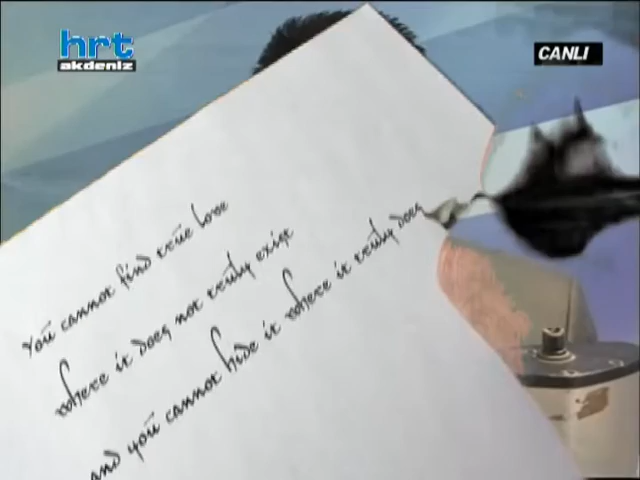 hrt
akdeniz
CANLI
You cannot find true love
where it does not truly exist
and you cannot hide it where it truly does